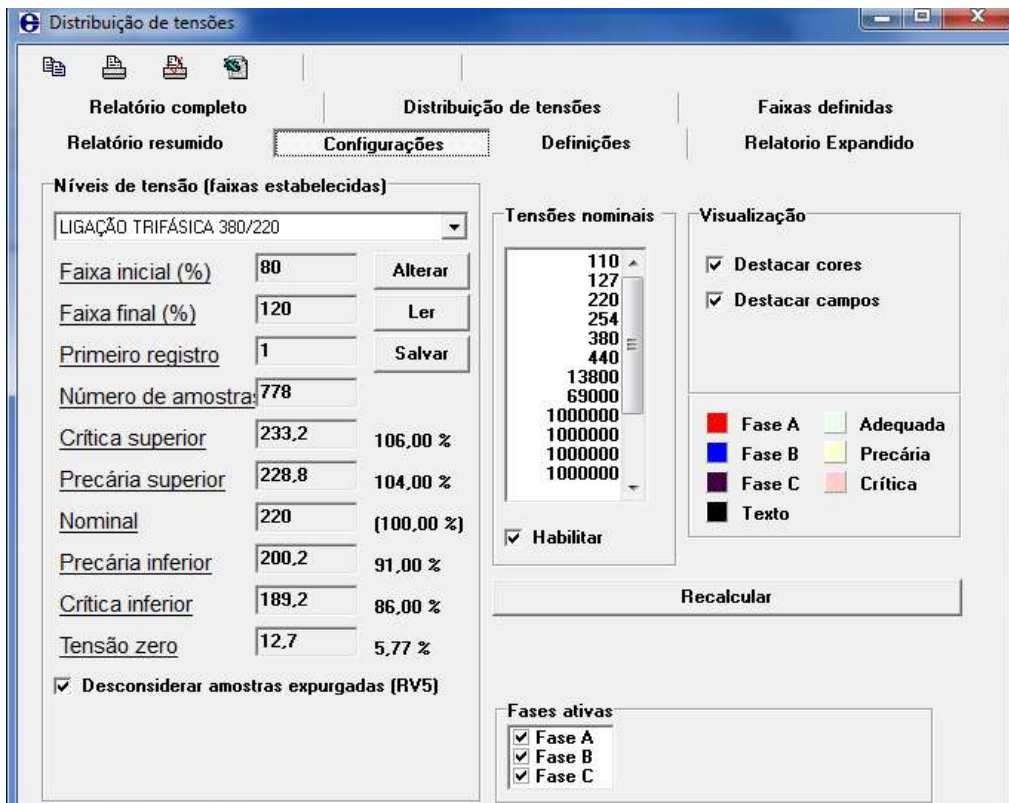 Distribuição de tensões
Relatório completo
Distribuição de tensões
Faixas definidas
Relatório resumido
Configurações
Definições
Relatorio Expandido
Níveis de tensão (faixas estabelecidas)
LIGAÇÃO TRIFÁSICA 380/220
Faixa inicial (%) 80 Alterar
Faixa final (%) 120 Ler
Primeiro registro 1 Salvar
Número de amostras 778
Crítica superior 233,2 106,00 %
Precária superior 228,8 104,00 %
Nominal 220 (100,00 %)
Precária inferior 200,2 91,00 %
Crítica inferior 189,2 86,00 %
Tensão zero 12,7 5,77 %
Desconsiderar amostras expurgadas (RV5)
Tensões nominais
110
127
220
254
380
440
13800
69000
1000000
1000000
1000000
1000000
Habilitar
Visualização
Destacar cores
Destacar campos
Fase A Adequada
Fase B Precária
Fase C Crítica
Texto
Recalcular
Fases ativas
Fase A
Fase B
Fase C